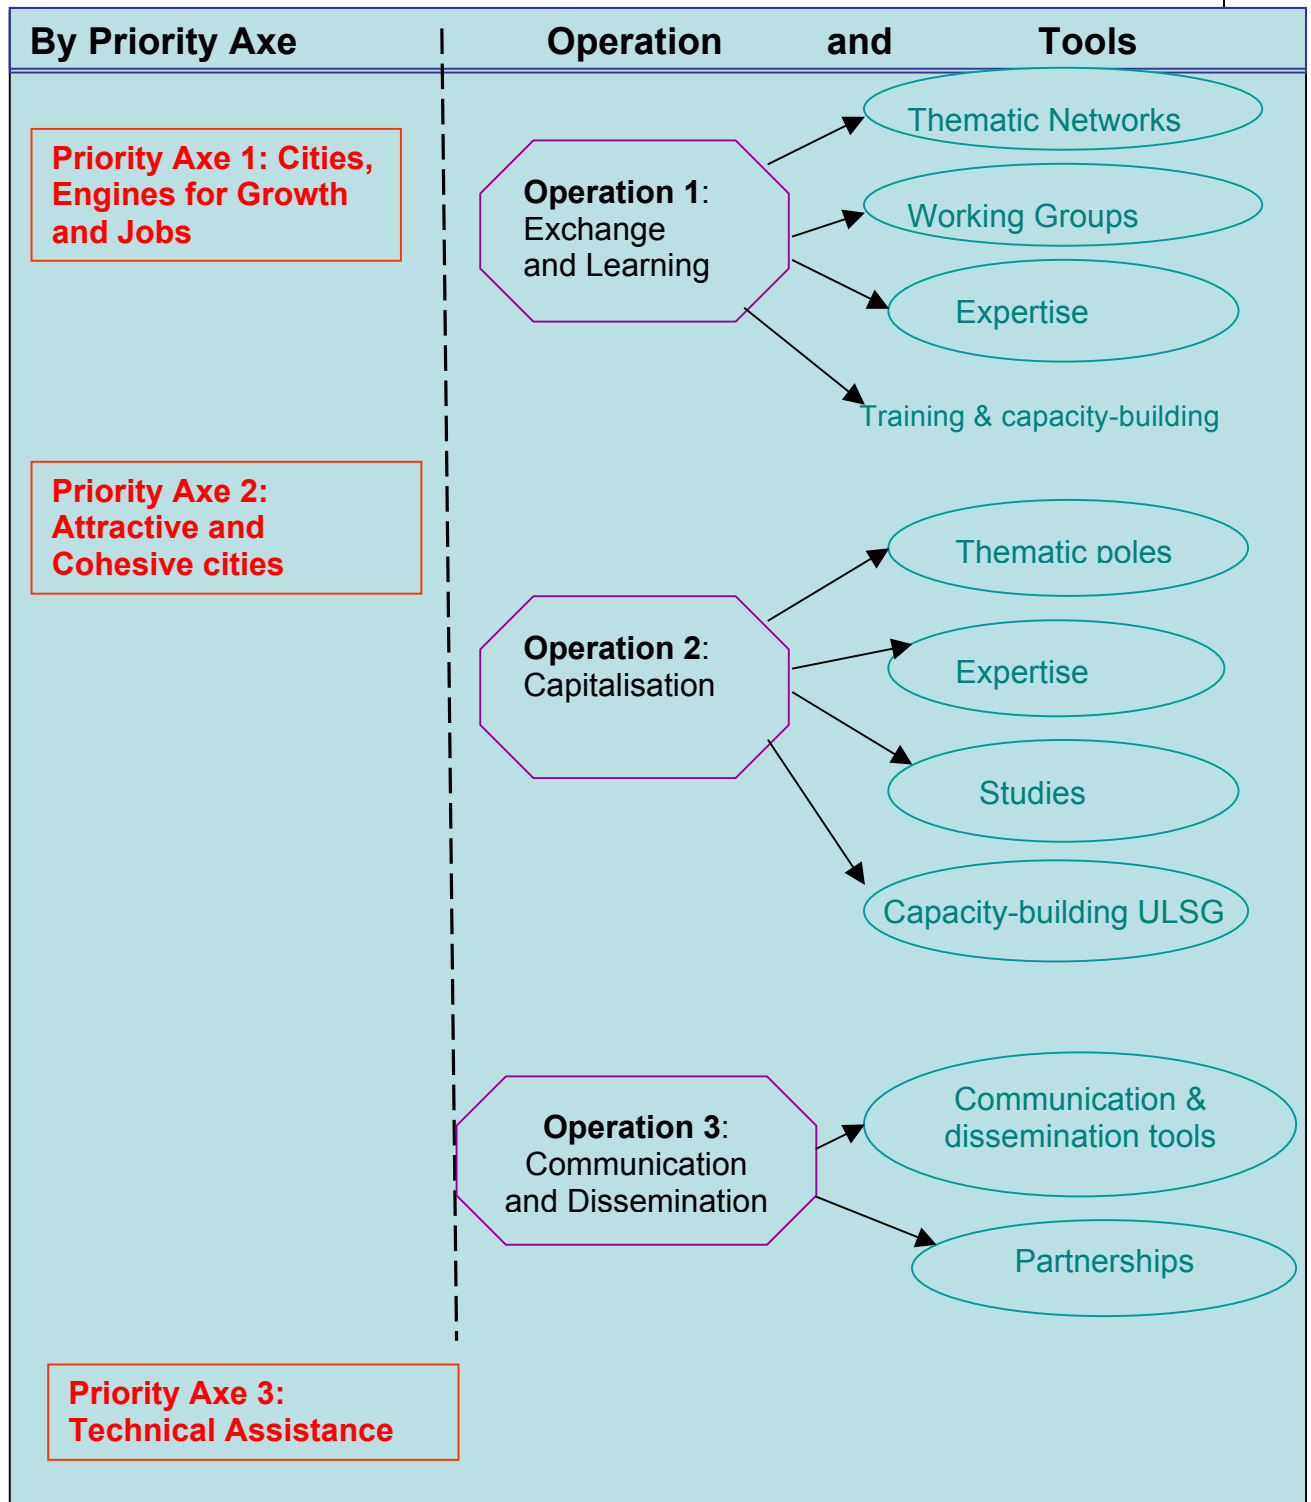 By Priority Axe Operation and Tools
Priority Axe 1: Cities,
Engines for Growth
and Jobs
Operation 1:
Exchange
and Learning
Thematic Networks
Working Groups
Expertise
Training & capacity-building
Priority Axe 2:
Attractive and
Cohesive cities
Operation 2:
Capitalisation
Thematic poles
Expertise
Studies
Capacity-building ULSG
Operation 3:
Communication
and Dissemination
Communication &
dissemination tools
Partnerships
Priority Axe 3:
Technical Assistance